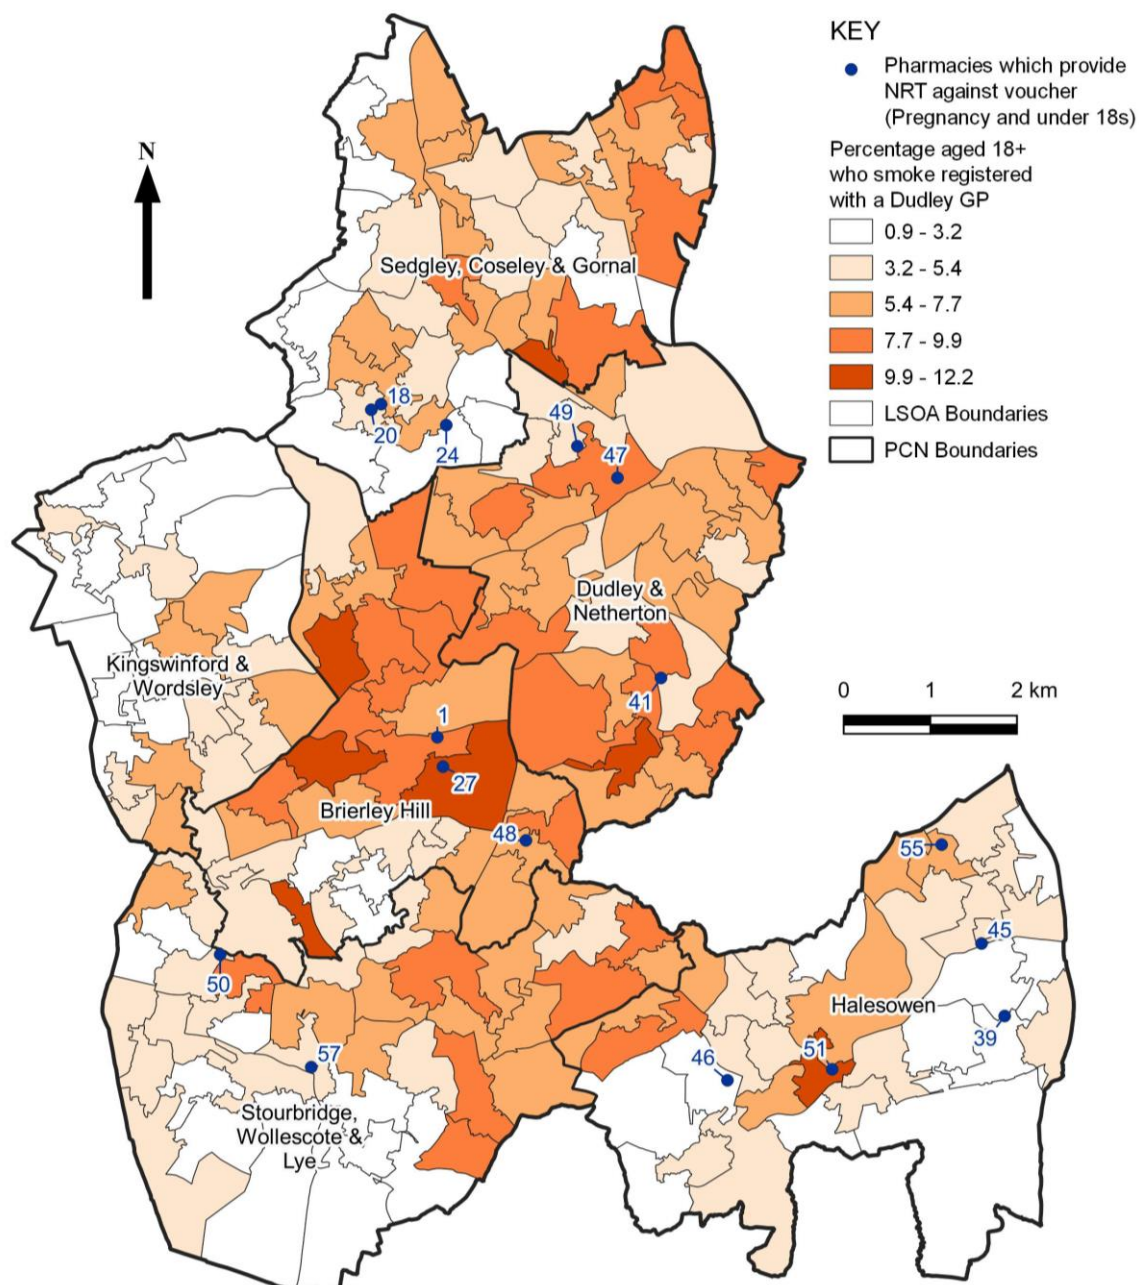 KEY
Pharmacies which provide
NRT against voucher
(Pregnancy and under 18s)
Percentage aged 18+
who smoke registered
with a Dudley GP
0.9 - 3.2
3.2 - 5.4
5.4 - 7.7
7.7 - 9.9
9.9 - 12.2
LSOA Boundaries
PCN Boundaries
N
Sedgley, Coseley & Gornal
18
20
24
49
47
Dudley &
Netherton
Kingswinford &
Wordsley
41
0 1 2 km
1
27
Brierley Hill
48
55
45
50
Halesowen
39
46
51
57
Stourbridge,
Wollescote &
Lye